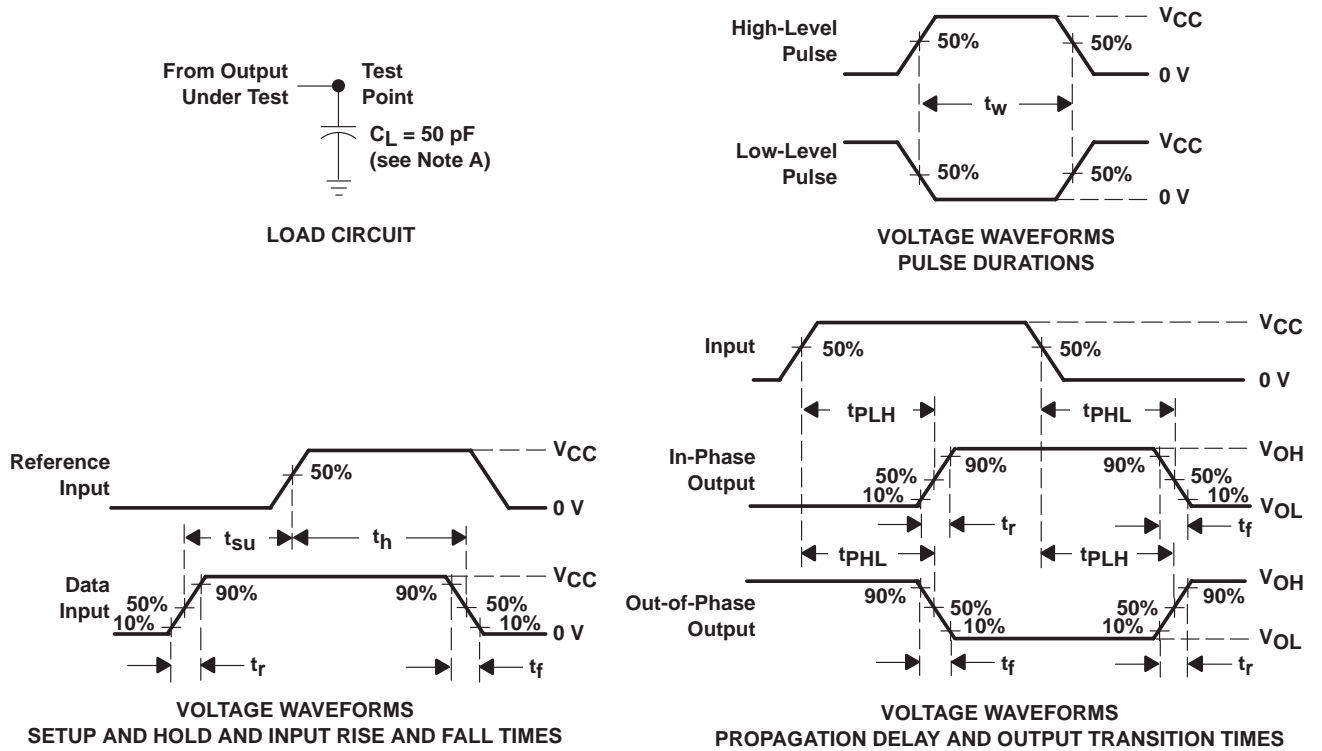 From Output
Under Test
Test
Point
CL = 50 pF
(see Note A)
LOAD CIRCUIT
High-Level
Pulse
50%
50%
VCC
0 V
tw
Low-Level
Pulse
50%
50%
VCC
0 V
VOLTAGE WAVEFORMS
PULSE DURATIONS
Reference
Input
50%
VCC
0 V
tsu
th
Data
Input
50%
10%
90%
90%
50%
10%
VCC
0 V
tr
tf
VOLTAGE WAVEFORMS
SETUP AND HOLD AND INPUT RISE AND FALL TIMES
Input
50%
50%
VCC
0 V
tPLH
tPHL
In-Phase
Output
50%
10%
90%
90%
50%
10%
VOH
VOL
tr
tf
tPHL
tPLH
Out-of-Phase
Output
90%
50%
10%
50%
10%
90%
VOH
VOL
tf
tr
VOLTAGE WAVEFORMS
PROPAGATION DELAY AND OUTPUT TRANSITION TIMES